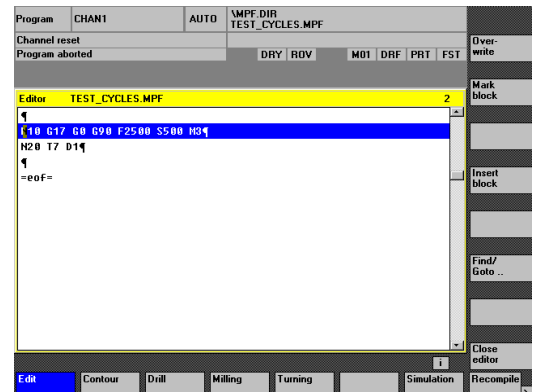 Program CHAN1 AUTO \MPF.DIR
TEST_CYCLES.MPF
Channel reset
Program aborted
DRY ROV M01 DRF PRT FST
Over-
write
Mark
block
Editor TEST_CYCLES.MPF 2
¶
N10 G17 G0 G90 F2500 S500 M3¶
N20 T7 D1¶
¶
=eof=
Insert
block
Find/
Goto ..
Close
editor
i
Edit Contour Drill Milling Turning Simulation Recompile >